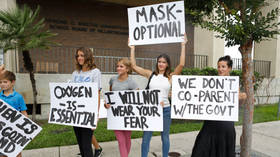 MASK-
OPTIONAL
OXYGEN
-IS-
ESSENTIAL
I WILL NOT
WEAR YOUR
FEAR
WE DON'T
CO-PARENT
W/THE GOVT